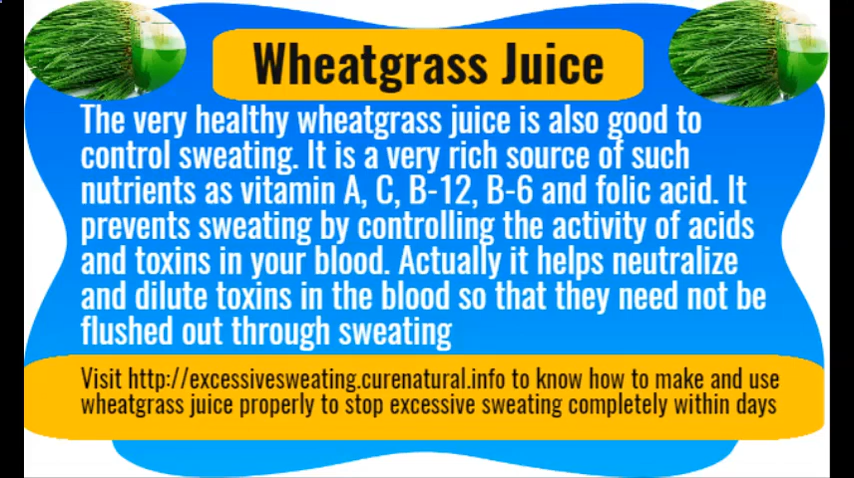 Wheatgrass Juice
The very healthy wheatgrass juice is also good to
control sweating. It is a very rich source of such
nutrients as vitamin A, C, B-12, B-6 and folic acid. It
prevents sweating by controlling the activity of acids
and toxins in your blood. Actually it helps neutralize
and dilute toxins in the blood so that they need not be
flushed out through sweating
Visit http://excessivesweating.curenatural.info to know how to make and use
wheatgrass juice properly to stop excessive sweating completely within days